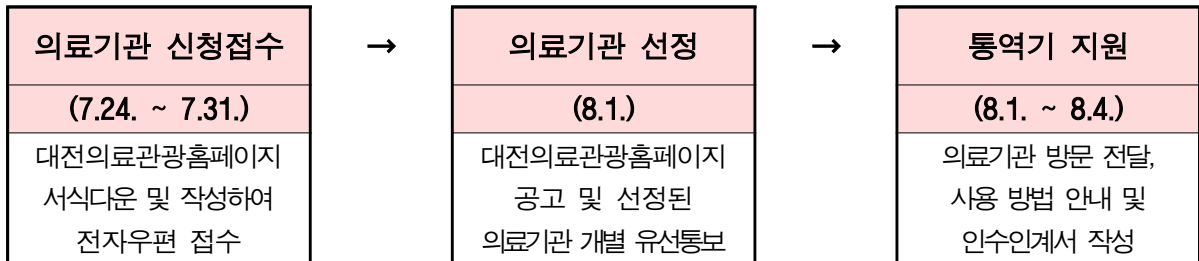 의료기관 신청접수 → 의료기관 선정 → 통역기 지원
(7.24. ~ 7.31.) (8.1.) (8.1. ~ 8.4.)
대전의료관광홈페이지 대전의료관광홈페이지 의료기관 방문 전달,
서식다운 및 작성하여 공고 및 선정된 사용 방법 안내 및
전자우편 접수 의료기관 개별 유선통보 인수인계서 작성